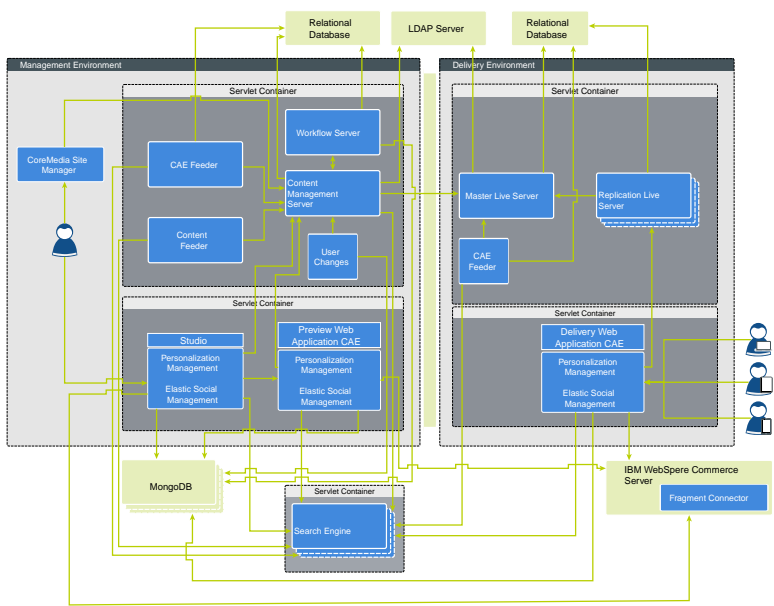 Relational
Database
LDAP Server
Relational
Database
Management Environment
Delivery Environment
Servlet Container
Servlet Container
Workflow Server
CoreMedia Site
Manager
CAE Feeder
Content
Management
Server
Master Live Server
Replication Live
Server
Content
Feeder
User
Changes
CAE
Feeder
Servlet Container
Servlet Container
Studio
Personalization
Management
Elastic Social
Management
Preview Web
Application CAE
Personalization
Management
Elastic Social
Management
Delivery Web
Application CAE
Personalization
Management
Elastic Social
Management
MongoDB
Servlet Container
Search Engine
IBM WebSpere Commerce
Server
Fragment Connector